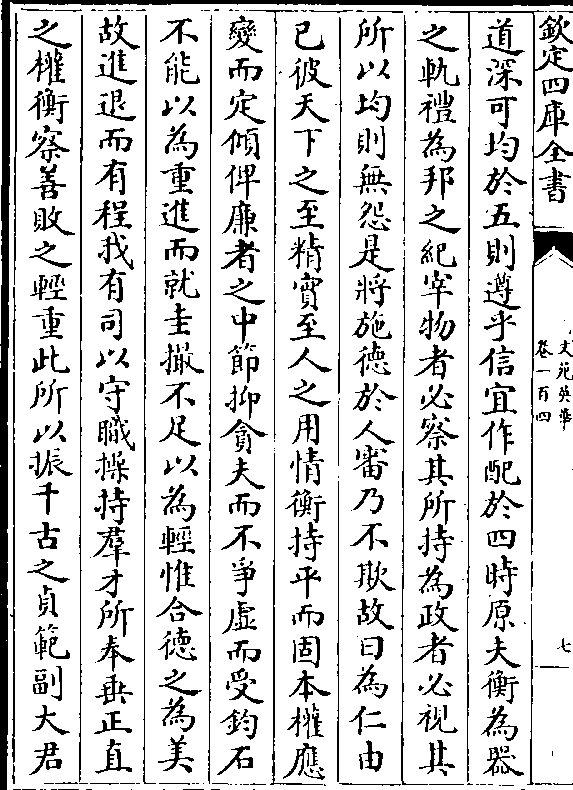 欽定四庫全書
文苑英華
卷一百四
七
道深可均於五則遵乎信宜作配於四時原夫衡為器
之軌禮為邦之紀宰物者必察其所持為政者必視其
所以均則無怨是將施徳於人審乃不欺故曰為仁由
已彼天下之至精實至人之用情衡持平而固本權應
變而定傾俾廉者之中節抑貪夫而不爭虛而受鈞石
不能以為重進而就圭撮不足以為輕惟合徳之為美
故進退而有程我有司以守職操持羣才所奉垂正直
之權衡察善敗之輕重此所以振千古之貞範副大君